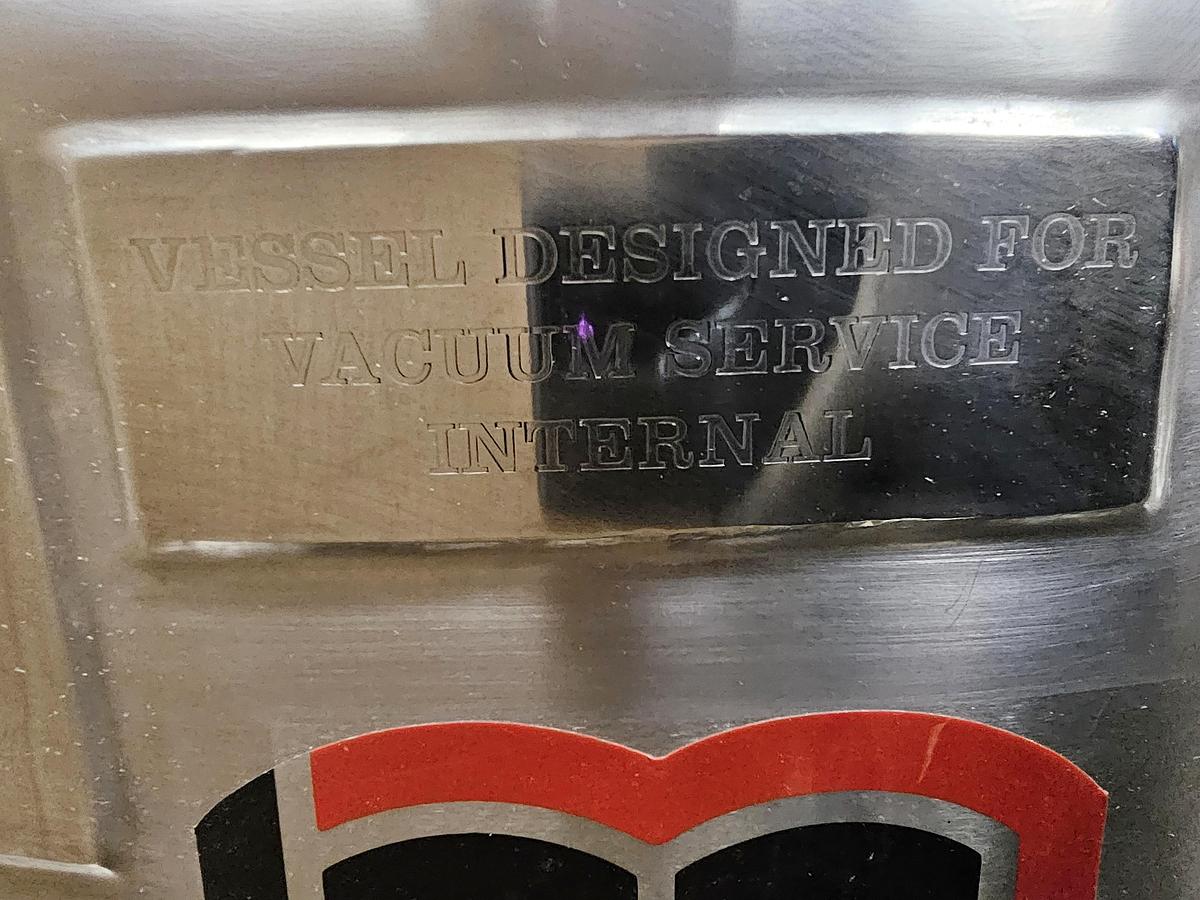 VESSEL DESIGNED FOR
VACUUM SERVICE
INTERNAL